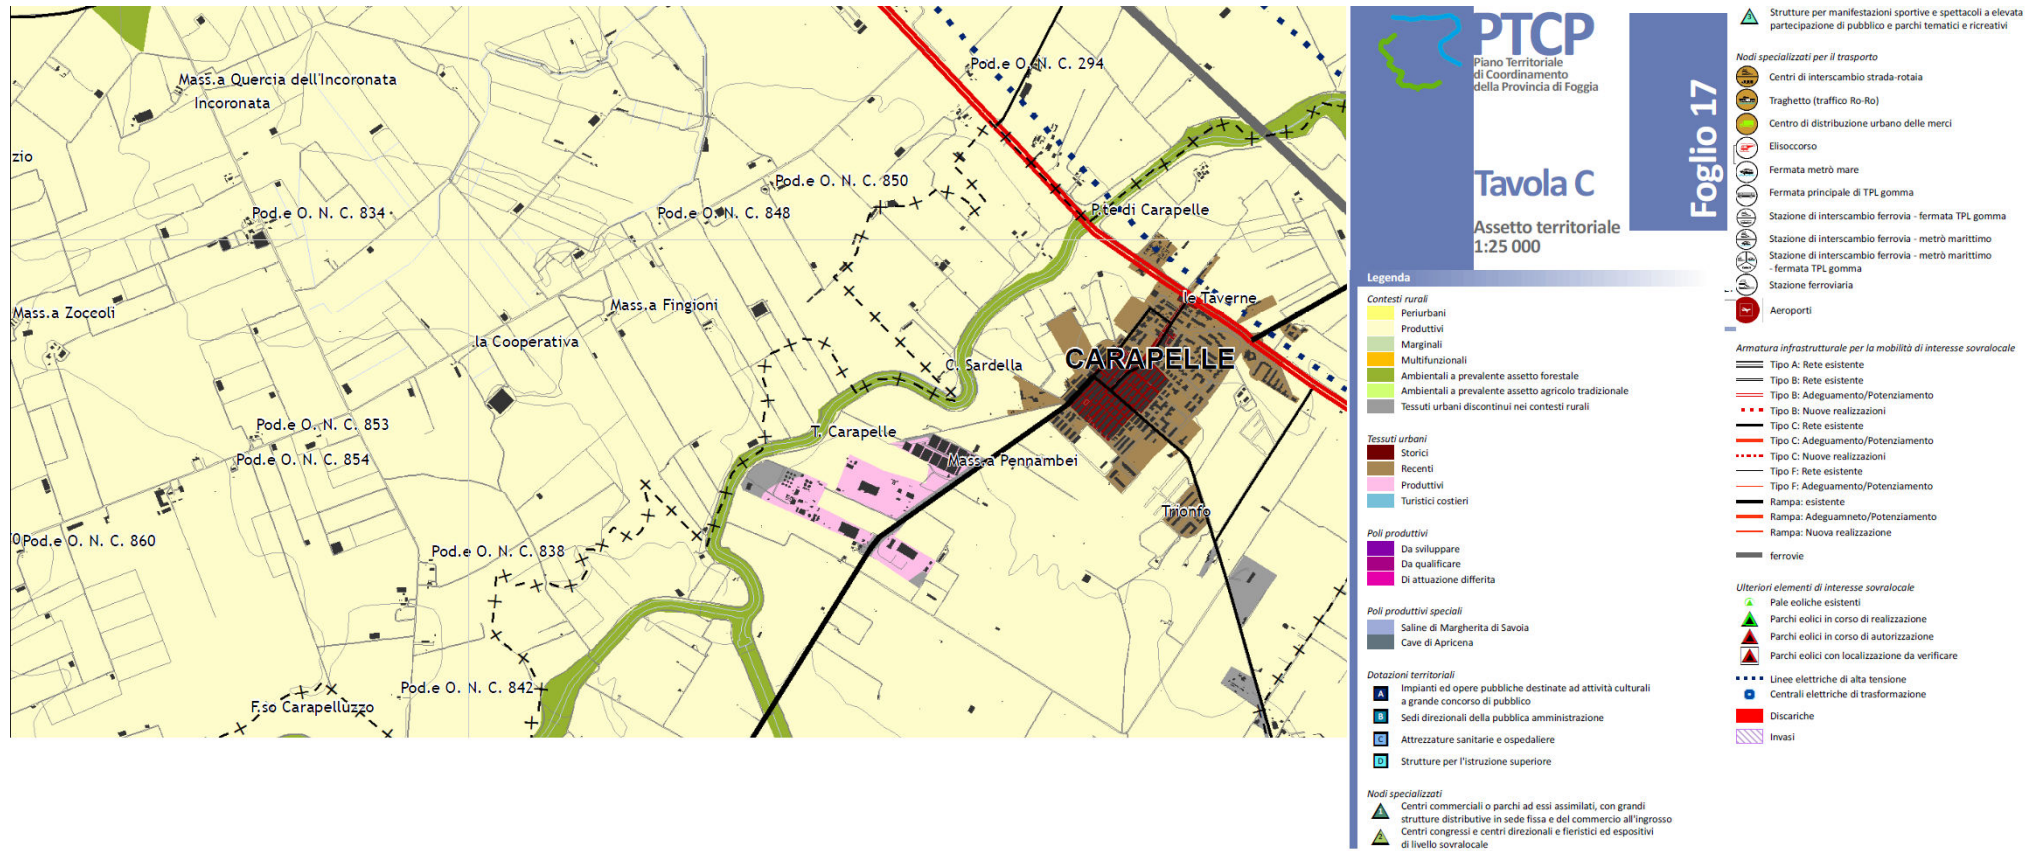 Mass.a Quercia dell'Incoronata
Incoronata
zio
Pod.e O. N. C. 294
Pod.e O. N. C. 850
Pod.e O. N. C. 834
Pod.e O. N. C. 848
P.te di Carapelle
Mass.a Zoccoli
Mass.a Fingioni
le Taverne
la Cooperativa
CARAPELLE
C. Sardella
Pod.e O. N. C. 853
T. Carapelle
Pod.e O. N. C. 854
Mass.a Pennambei
Trionfo
Pod.e O. N. C. 860
Pod.e O. N. C. 838
Pod.e O. N. C. 842
F.so Carapelluzzo
PTCP
Piano Territoriale
di Coordinamento
della Provincia di Foggia
Tavola C
Assetto territoriale
1:25 000
Foglio 17
Legenda
Contesti rurali
Periurbani
Produttivi
Marginali
Multifunzionali
Ambientali a prevalente assetto forestale
Ambientali a prevalente assetto agricolo tradizionale
Tessuti urbani discontinui nei contesti rurali
Tessuti urbani
Storici
Recenti
Produttivi
Turistici costieri
Poli produttivi
Da sviluppare
Da qualificare
Di attuazione differita
Poli produttivi speciali
Saline di Margherita di Savoia
Cave di Apricena
Dotazioni territoriali
A Impianti ed opere pubbliche destinate ad attività culturali
a grande concorso di pubblico
B Sedi direzionali della pubblica amministrazione
C Attrezzature sanitarie e ospedaliere
D Strutture per l'istruzione superiore
Nodi specializzati
1 Centri commerciali o parchi ad essi assimilati, con grandi
strutture distributive in sede fissa e del commercio all'ingrosso
2 Centri congressi e centri direzionali e fieristici ed espositivi
di livello sovralocale
3 Strutture per manifestazioni sportive e spettacoli a elevata
partecipazione di pubblico e parchi tematici e ricreativi
Nodi specializzati per il trasporto
Centri di interscambio strada-rotaia
Traghetto (traffico Ro-Ro)
Centro di distribuzione urbano delle merci
Elisoccorso
Fermata metrò mare
Fermata principale di TPL gomma
Stazione di interscambio ferrovia - fermata TPL gomma
Stazione di interscambio ferrovia - metrò marittimo
Stazione di interscambio ferrovia - metrò marittimo
- fermata TPL gomma
Stazione ferroviaria
Aeroporti
Armatura infrastrutturale per la mobilità di interesse sovralocale
Tipo A: Rete esistente
Tipo B: Rete esistente
Tipo B: Adeguamento/Potenziamento
Tipo B: Nuove realizzazioni
Tipo C: Rete esistente
Tipo C: Adeguamento/Potenziamento
Tipo C: Nuove realizzazioni
Tipo F: Rete esistente
Tipo F: Adeguamento/Potenziamento
Rampa: esistente
Rampa: Adeguamneto/Potenziamento
Rampa: Nuova realizzazione
ferrovie
Ulteriori elementi di interesse sovralocale
Pale eoliche esistenti
Parchi eolici in corso di realizzazione
Parchi eolici in corso di autorizzazione
Parchi eolici con localizzazione da verificare
Linee elettriche di alta tensione
Centrali elettriche di trasformazione
Discariche
Invasi